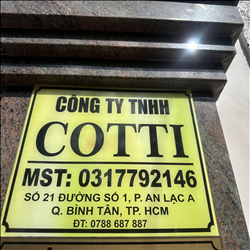 CÔNG TY TNHH
COTTI
MST: 0317792146
SỐ 21 ĐƯỜNG SỐ 1, P. AN LẠC A
Q. BÌNH TÂN, TP. HCM
ĐT: 0788 687 887